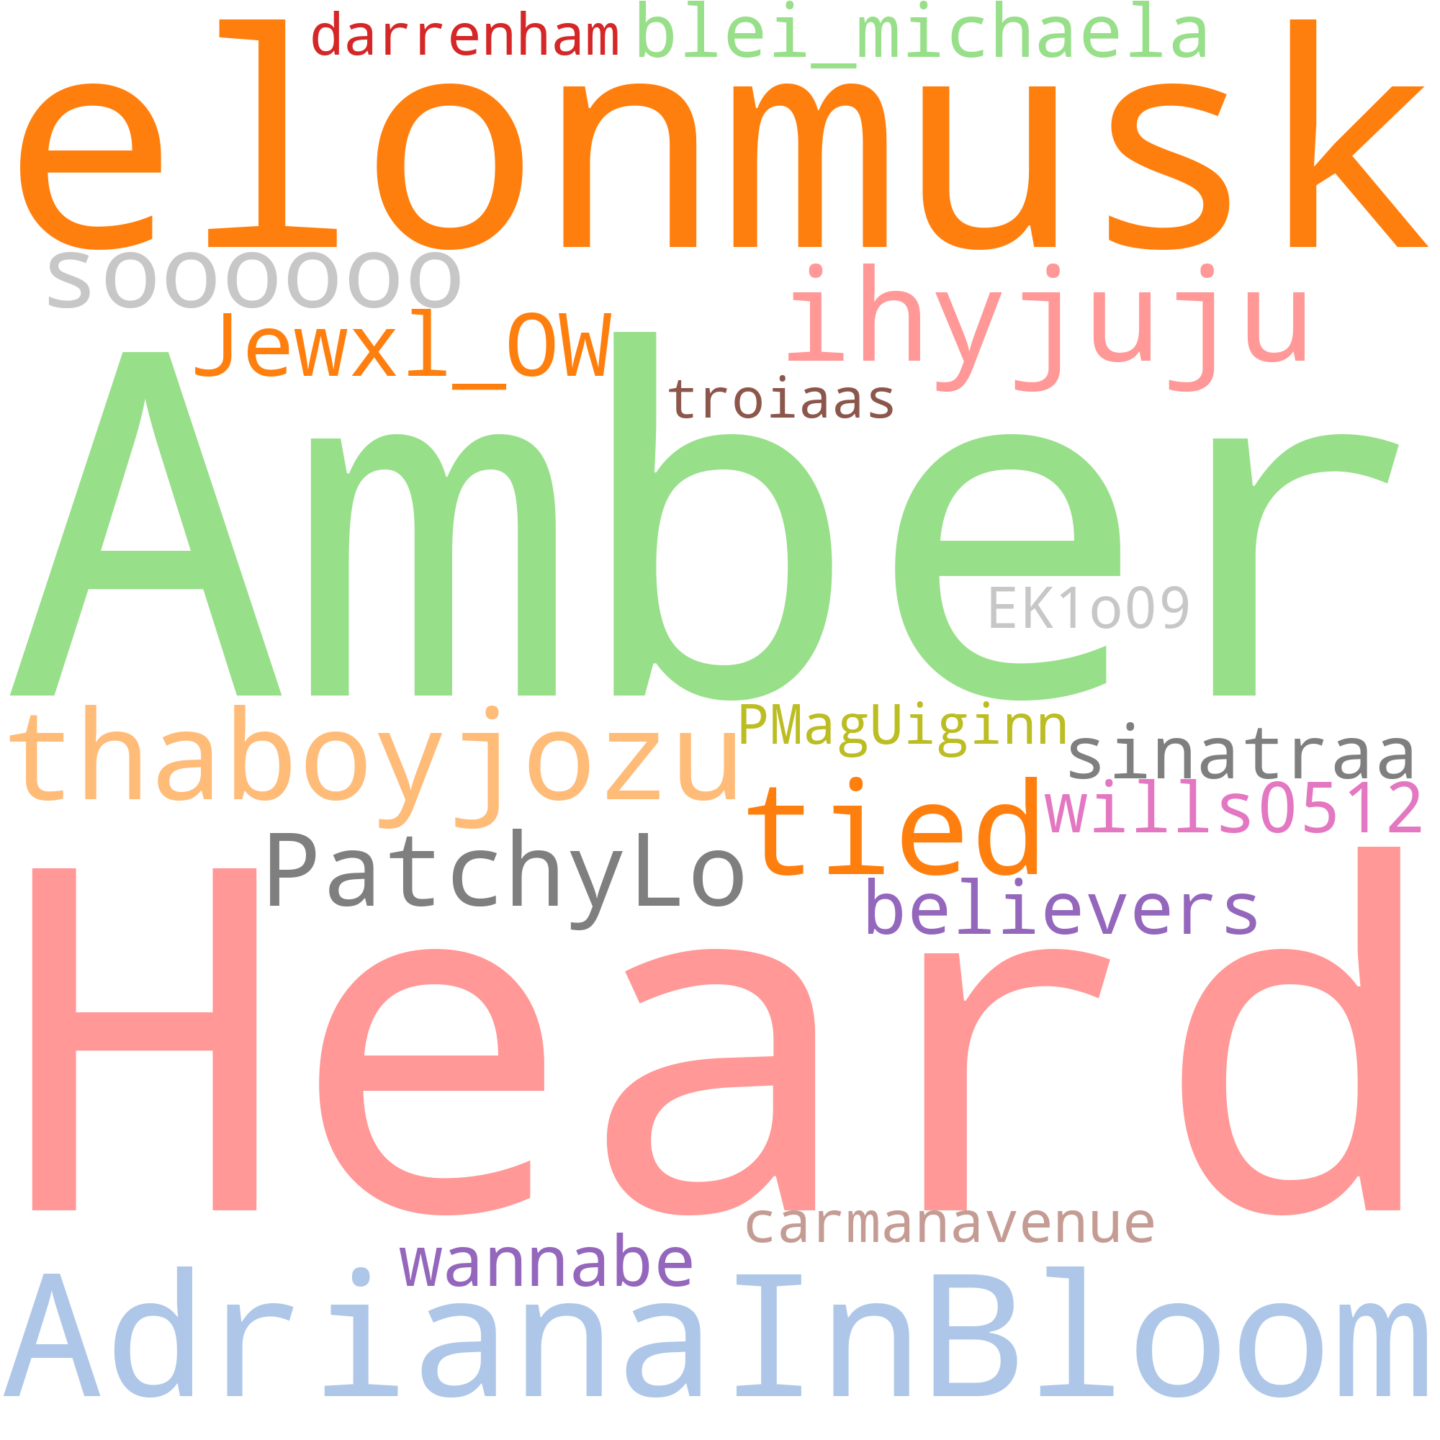 darrenham
blei_michaela
elonmusk
soooooo
ihyjuju
Jewxl_OW
troiaas
Amber
EK1o09
thaboyjozu
PMagUiginn
sinatraa
tied
wills0512
PatchyLo
believers
Heard
carmanavenue
wannabe
AdrianaInBloom